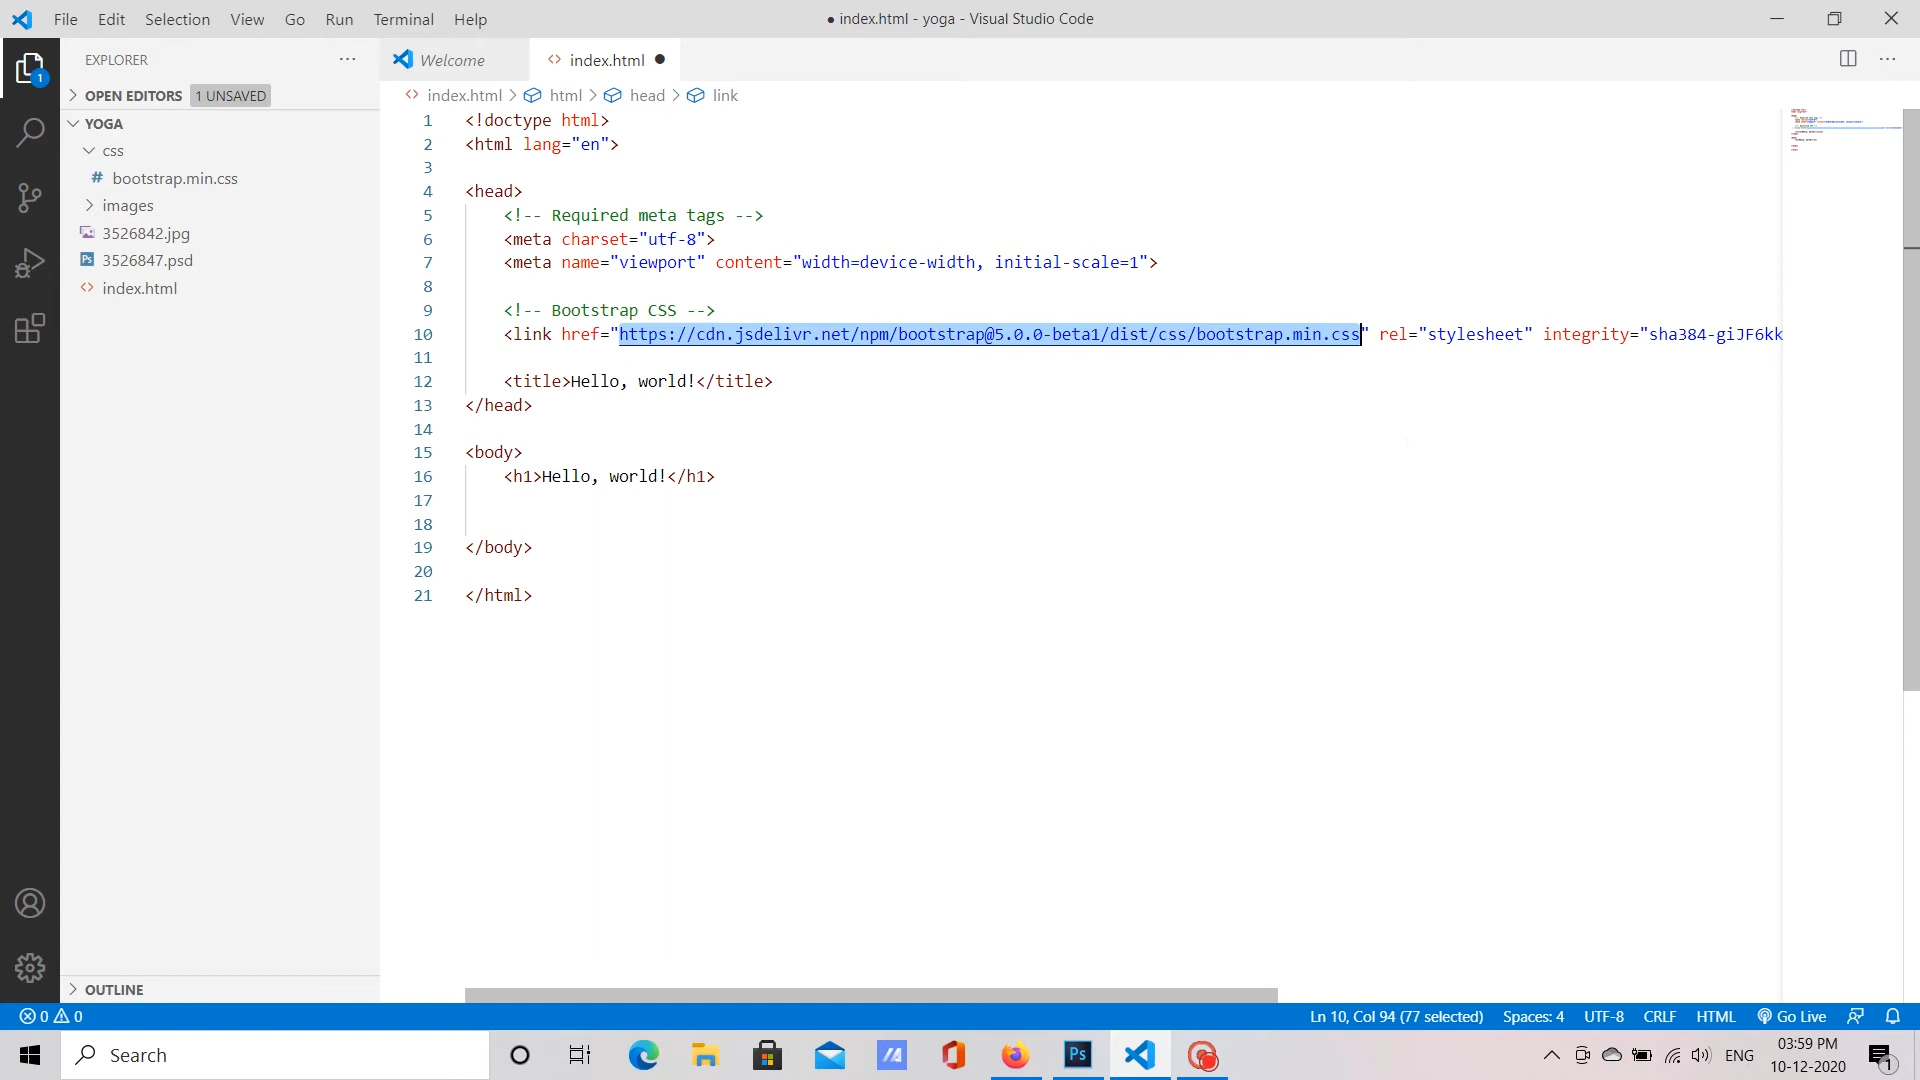 File Edit Selection View Go Run Terminal Help
● index.html - yoga - Visual Studio Code
EXPLORER
Welcome
index.html
OPEN EDITORS 1 UNSAVED
index.html > html > head > link
YOGA
css
# bootstrap.min.css
images
3526842.jpg
Ps 3526847.psd
<> index.html
1 <!doctype html>
2 <html lang="en">
3
4 <head>
5 <!-- Required meta tags -->
6 <meta charset="utf-8">
7 <meta name="viewport" content="width=device-width, initial-scale=1">
8
9 <!-- Bootstrap CSS -->
10 <link href="https://cdn.jsdelivr.net/npm/bootstrap@5.0.0-beta1/dist/css/bootstrap.min.css" rel="stylesheet" integrity="sha384-giJF6kk
11
12 <title>Hello, world!</title>
13 </head>
14
15 <body>
16 <h1>Hello, world!</h1>
17
18
19 </body>
20
21 </html>
OUTLINE
0 0
Ln 10, Col 94 (77 selected) Spaces: 4 UTF-8 CRLF HTML Go Live
Search
Ps
ENG
03:59 PM
10-12-2020
1
1